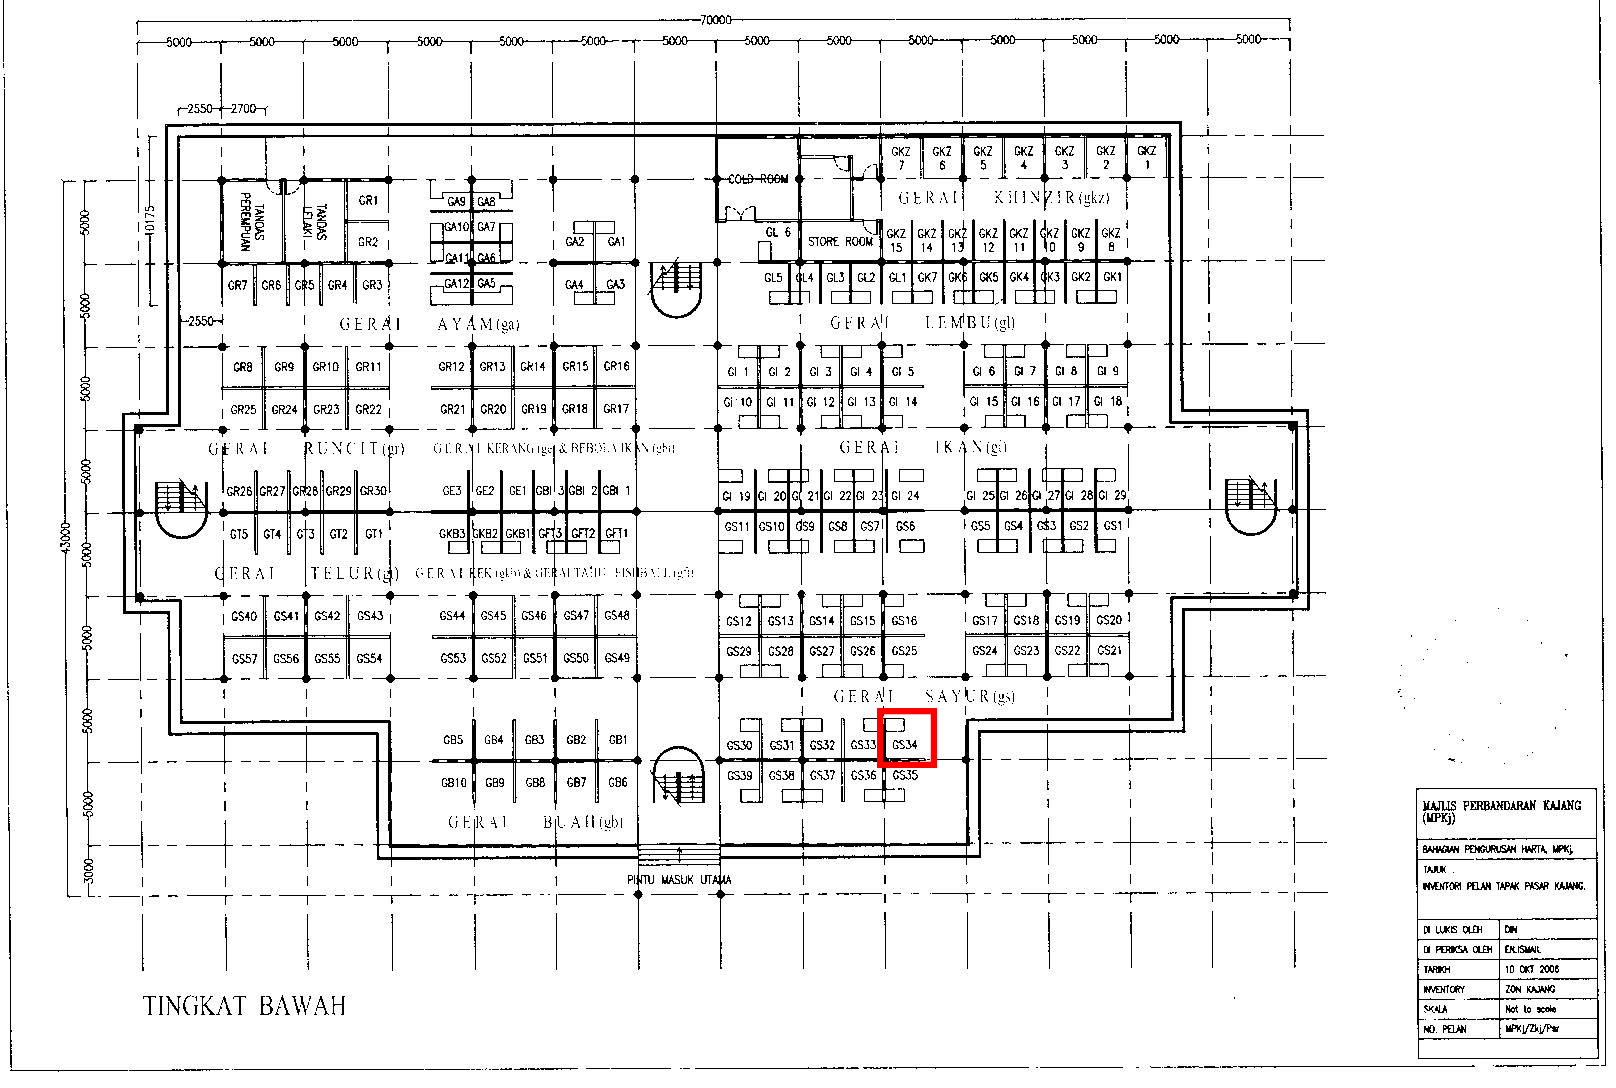 70000
5000 5000 5000 5000 5000 5000 5000 5000 5000 5000 5000 5000 5000 5000
2550 2700
GKZ 7 GKZ 6 GKZ 5 GKZ 4 GKZ 3 GKZ 2 GKZ 1
COLD ROOM
GERAI KHINZIR(gkz)
TANDAS PEREMPUAN
TANDAS LELAKI
GR1
GA9 GA8
5000
10175
GA10 GA7
GR2
GA2 GA1
GL 6
STORE ROOM
GKZ 15 GKZ 14 GKZ 13 GKZ 12 GKZ 11 GKZ 10 GKZ 9 GKZ 8
GA11 GA6
GR7 GR6 GR5 GR4 GR3
GA12 GA5
GA4 GA3
GL5 GL4 GL3 GL2 GL1 GK7 GK6 GK5 GK4 GK3 GK2 GK1
5000
2550
GERAI AYAM(ga)
GERAI LEMBU(gl)
GR8 GR9 GR10 GR11 GR12 GR13 GR14 GR15 GR16
GI 1 GI 2 GI 3 GI 4 GI 5 GI 6 GI 7 GI 8 GI 9
5000
GR25 GR24 GR23 GR22 GR21 GR20 GR19 GR18 GR17
GI 10 GI 11 GI 12 GI 13 GI 14 GI 15 GI 16 GI 17 GI 18
GERAI RUNCIT(gr)
GERAI KERANG(ge) & BEBOLA IKAN(gbi)
GERAI IKAN(gi)
5000
GR26 GR27 GR28 GR29 GR30 GE3 GE2 GE1 GBI 3 GBI 2 GBI 1
GI 19 GI 20 GI 21 GI 22 GI 23 GI 24 GI 25 GI 26 GI 27 GI 28 GI 29
43000
GT5 GT4 GT3 GT2 GT1 GKB3 GKB2 GKB1 GFT3 GFT2 GFT1
GS11 GS10 GS9 GS8 GS7 GS6 GS5 GS4 GS3 GS2 GS1
5000
GERAI TELUR(gt)
GERAI
GS40 GS41 GS42 GS43 GS44 GS45 GS46 GS47 GS48
GS12 GS13 GS14 GS15 GS16 GS17 GS18 GS19 GS20
5000
GS57 GS56 GS55 GS54 GS53 GS52 GS51 GS50 GS49
GS29 GS28 GS27 GS26 GS25 GS24 GS23 GS22 GS21
GERAI SAYUR(gs)
5000
GB5 GB4 GB3 GB2 GB1
GS30 GS31 GS32 GS33 GS34
GB10 GB9 GB8 GB7 GB6
GS39 GS38 GS37 GS36 GS35
5000
GERAI BUAH(gb)
3000
PINTU MASUK UTAMA
TINGKAT BAWAH
MAJLIS PERBANDARAN KAJANG
(MPKj)
BAHAGIAN PENGURUSAN HARTA, MPKj.
TAJUK
INVENTORI PELAN TAPAK PASAR KAJANG.
DI LUKIS OLEH DIN
DI PERIKSA OLEH EN.ISMAIL
TARIKH 10 OKT 2006
INVENTORY ZON KAJANG
SKALA Not to scale
NO. PELAN MPKj/Zkj/Psr